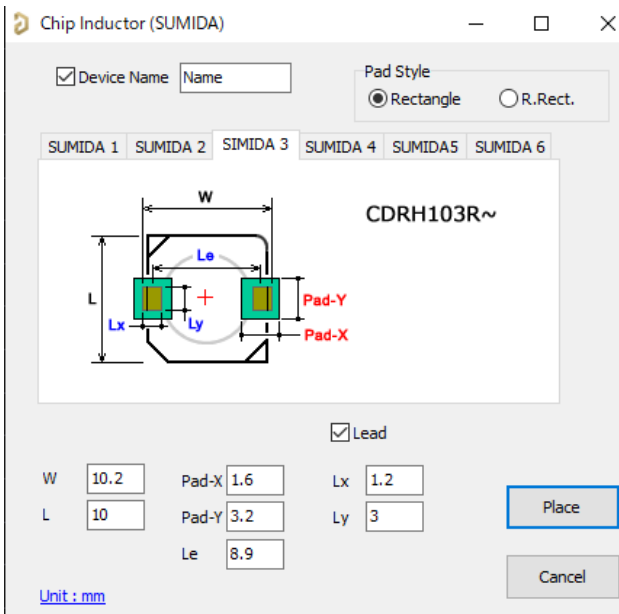 Chip Inductor (SUMIDA)
Device Name Name
Pad Style
Rectangle R.Rect.
SUMIDA 1 SUMIDA 2 SIMIDA 3 SUMIDA 4 SUMIDA5 SUMIDA 6
W
CDRH103R~
Le
L
Pad-Y
Lx
Ly
Pad-X
Lead
W 10.2 Pad-X 1.6 Lx 1.2
L 10 Pad-Y 3.2 Ly 3
Place
Le 8.9
Cancel
Unit : mm